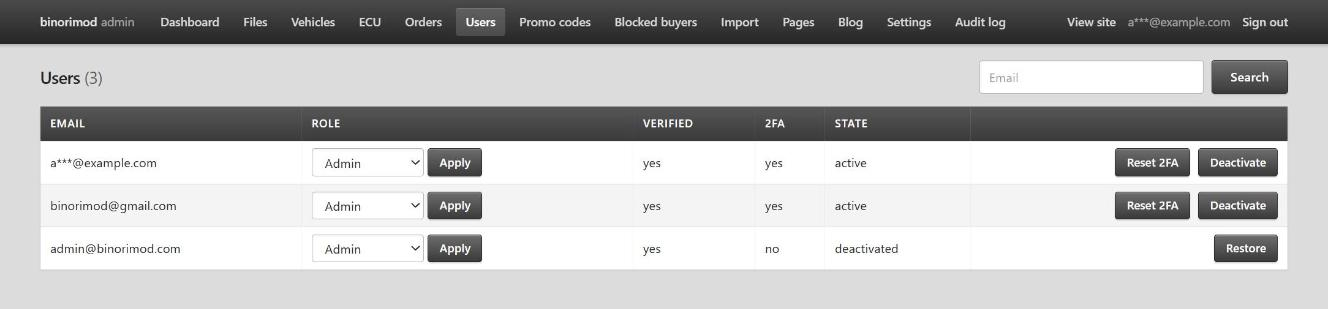 binorimod admin Dashboard Files Vehicles ECU Orders Users Promo codes Blocked buyers Import Pages Blog Settings Audit log View site a***@example.com Sign out
Users (3) Email Search
EMAIL ROLE VERIFIED 2FA STATE
a***@example.com Admin Apply yes yes active Reset 2FA Deactivate
binorimod@gmail.com Admin Apply yes yes active Reset 2FA Deactivate
admin@binorimod.com Admin Apply yes no deactivated Restore